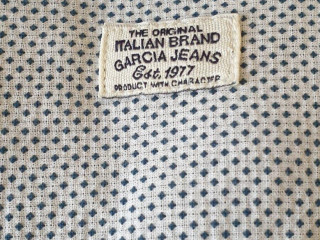 THE ORIGINAL
ITALIAN BRAND
GARCIA JEANS
Est. 1977
PRODUCT WITH CHARACTER